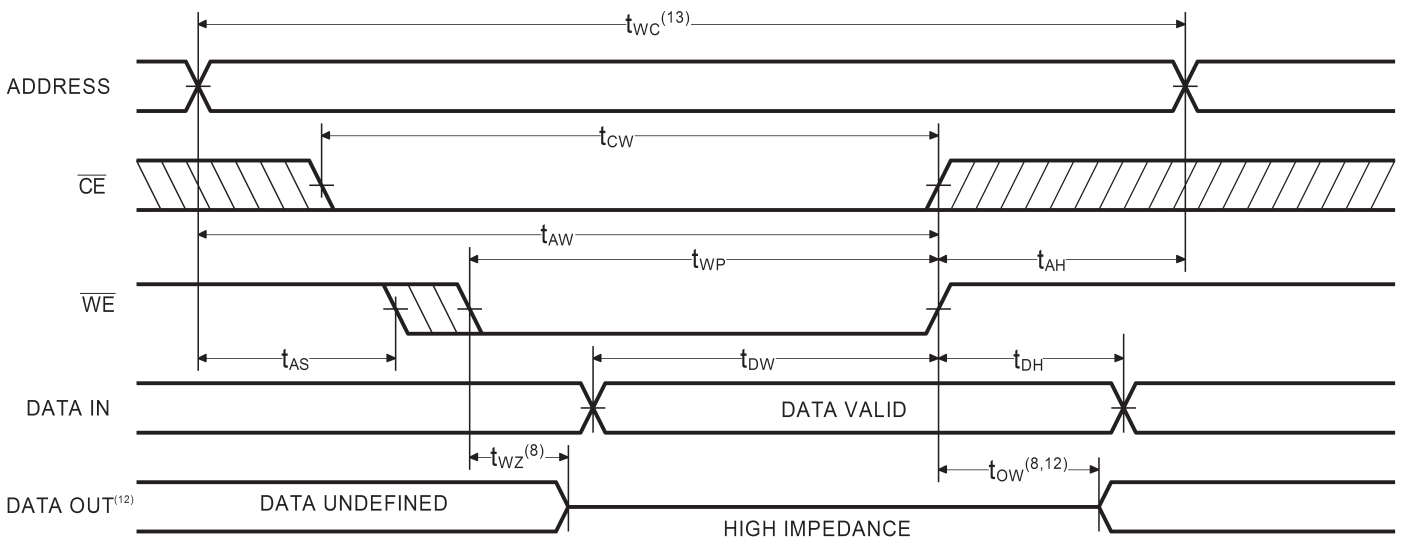 tWC(13)
ADDRESS
tCW
CE
tAW
tWP
tAH
WE
tAS
tDW
tDH
DATA IN
DATA VALID
tWZ(8)
tOW(8,12)
DATA OUT(12)
DATA UNDEFINED
HIGH IMPEDANCE